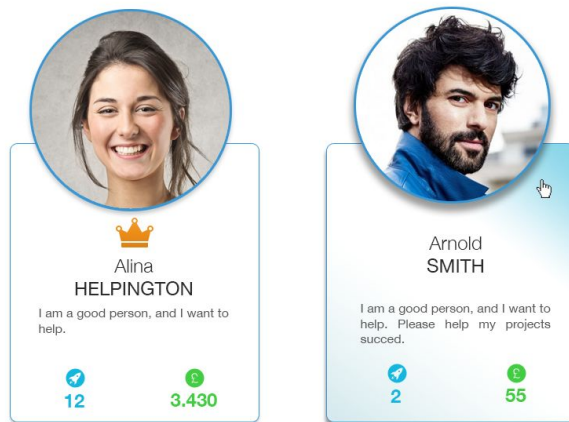 Alina
HELPINGTON
I am a good person, and I want to
help.
£
12
3.430
Arnold
SMITH
I am a good person, and I want to
help. Please help my projects
succed.
£
2
55